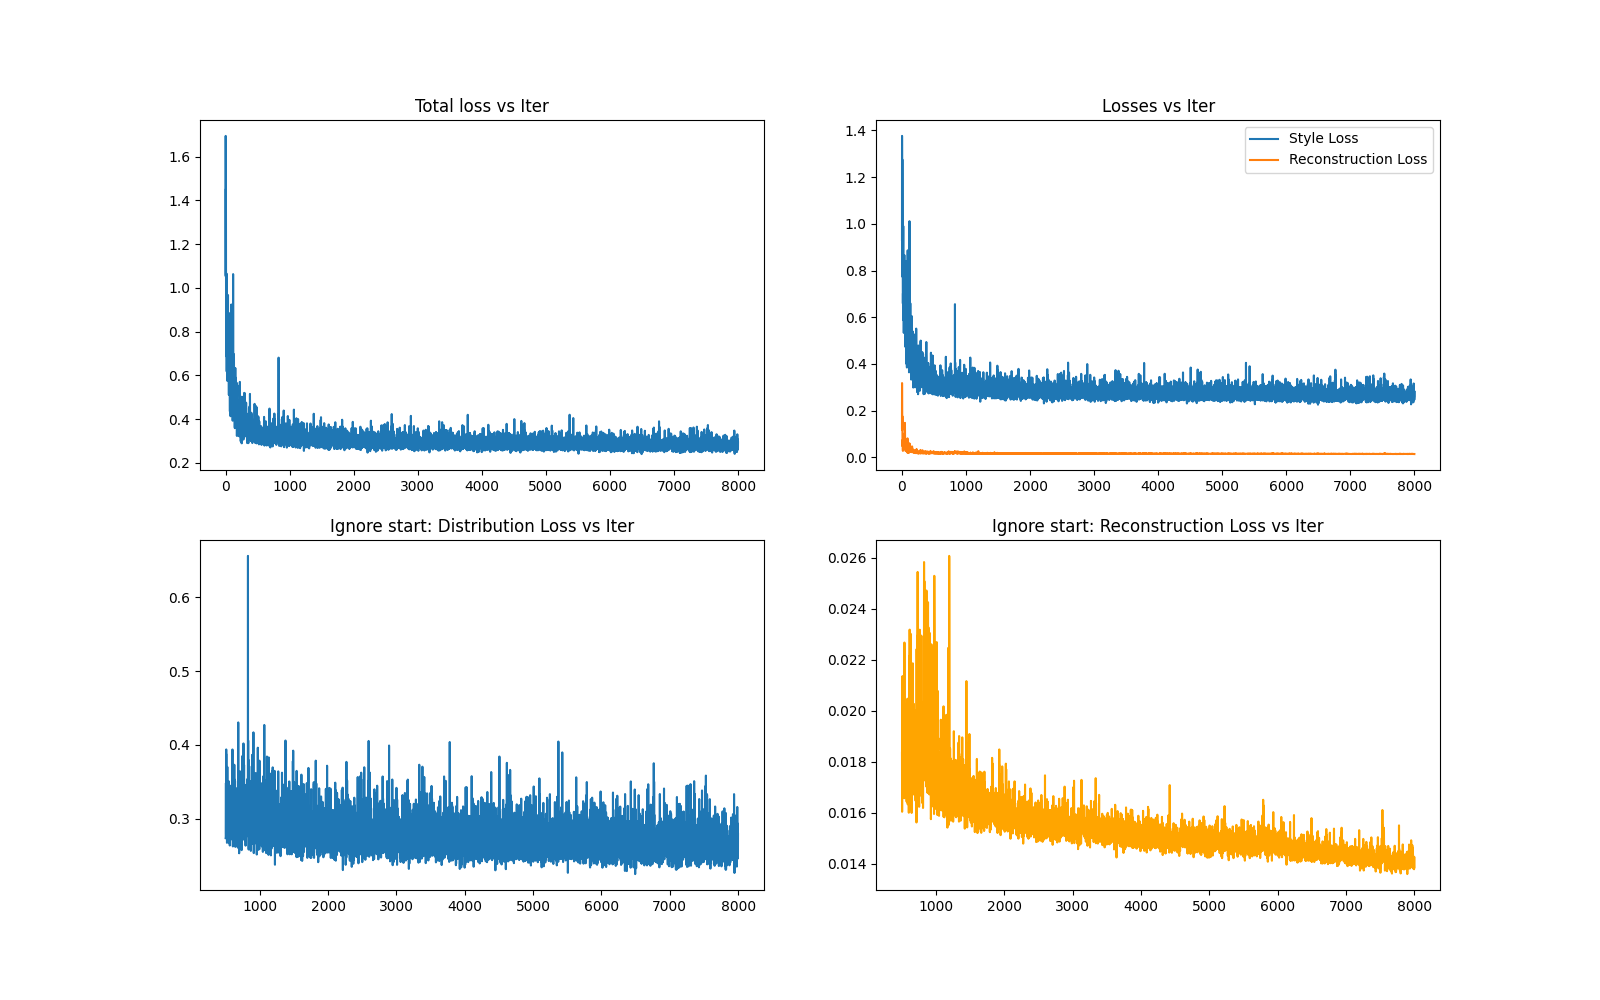 Total loss vs Iter
1.6
1.4
1.2
1.0
0.8
0.6
0.4
0.2
0 1000 2000 3000 4000 5000 6000 7000 8000
Losses vs Iter
Style Loss
Reconstruction Loss
1.4
1.2
1.0
0.8
0.6
0.4
0.2
0.0
0 1000 2000 3000 4000 5000 6000 7000 8000
Ignore start: Distribution Loss vs Iter
0.6
0.5
0.4
0.3
1000 2000 3000 4000 5000 6000 7000 8000
Ignore start: Reconstruction Loss vs Iter
0.026
0.024
0.022
0.020
0.018
0.016
0.014
1000 2000 3000 4000 5000 6000 7000 8000